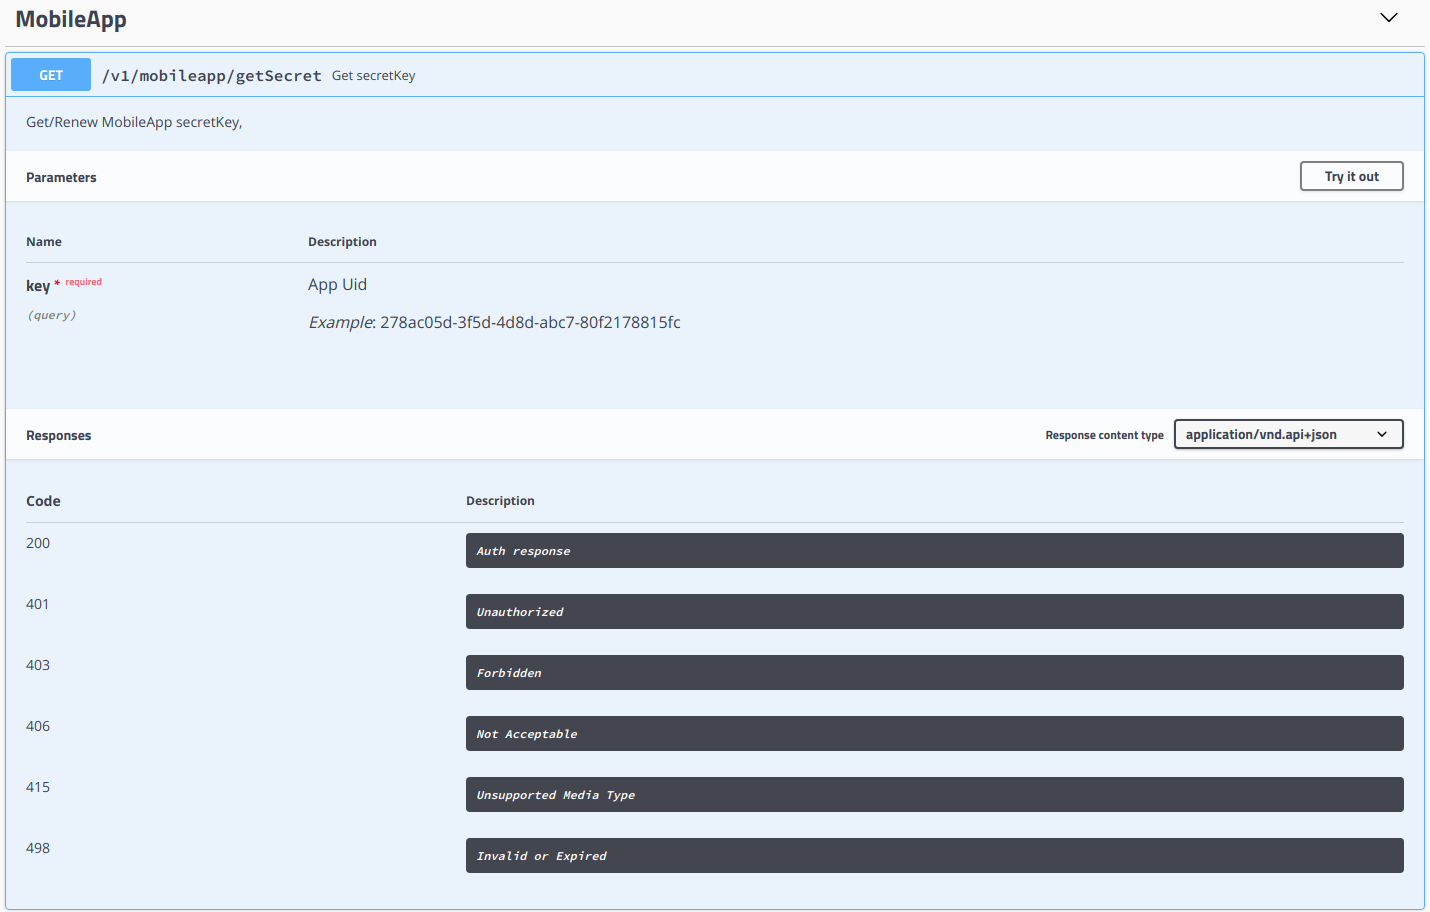 MobileApp
GET /v1/mobileapp/getSecret Get secretKey
Get/Renew MobileApp secretKey,
Parameters Try it out
Name Description
key * required App Uid
(query)
Example: 278ac05d-3f5d-4d8d-abc7-80f2178815fc
Responses Response content type application/vnd.api+json
Code Description
200 Auth response
401 Unauthorized
403 Forbidden
406 Not Acceptable
415 Unsupported Media Type
498 Invalid or Expired